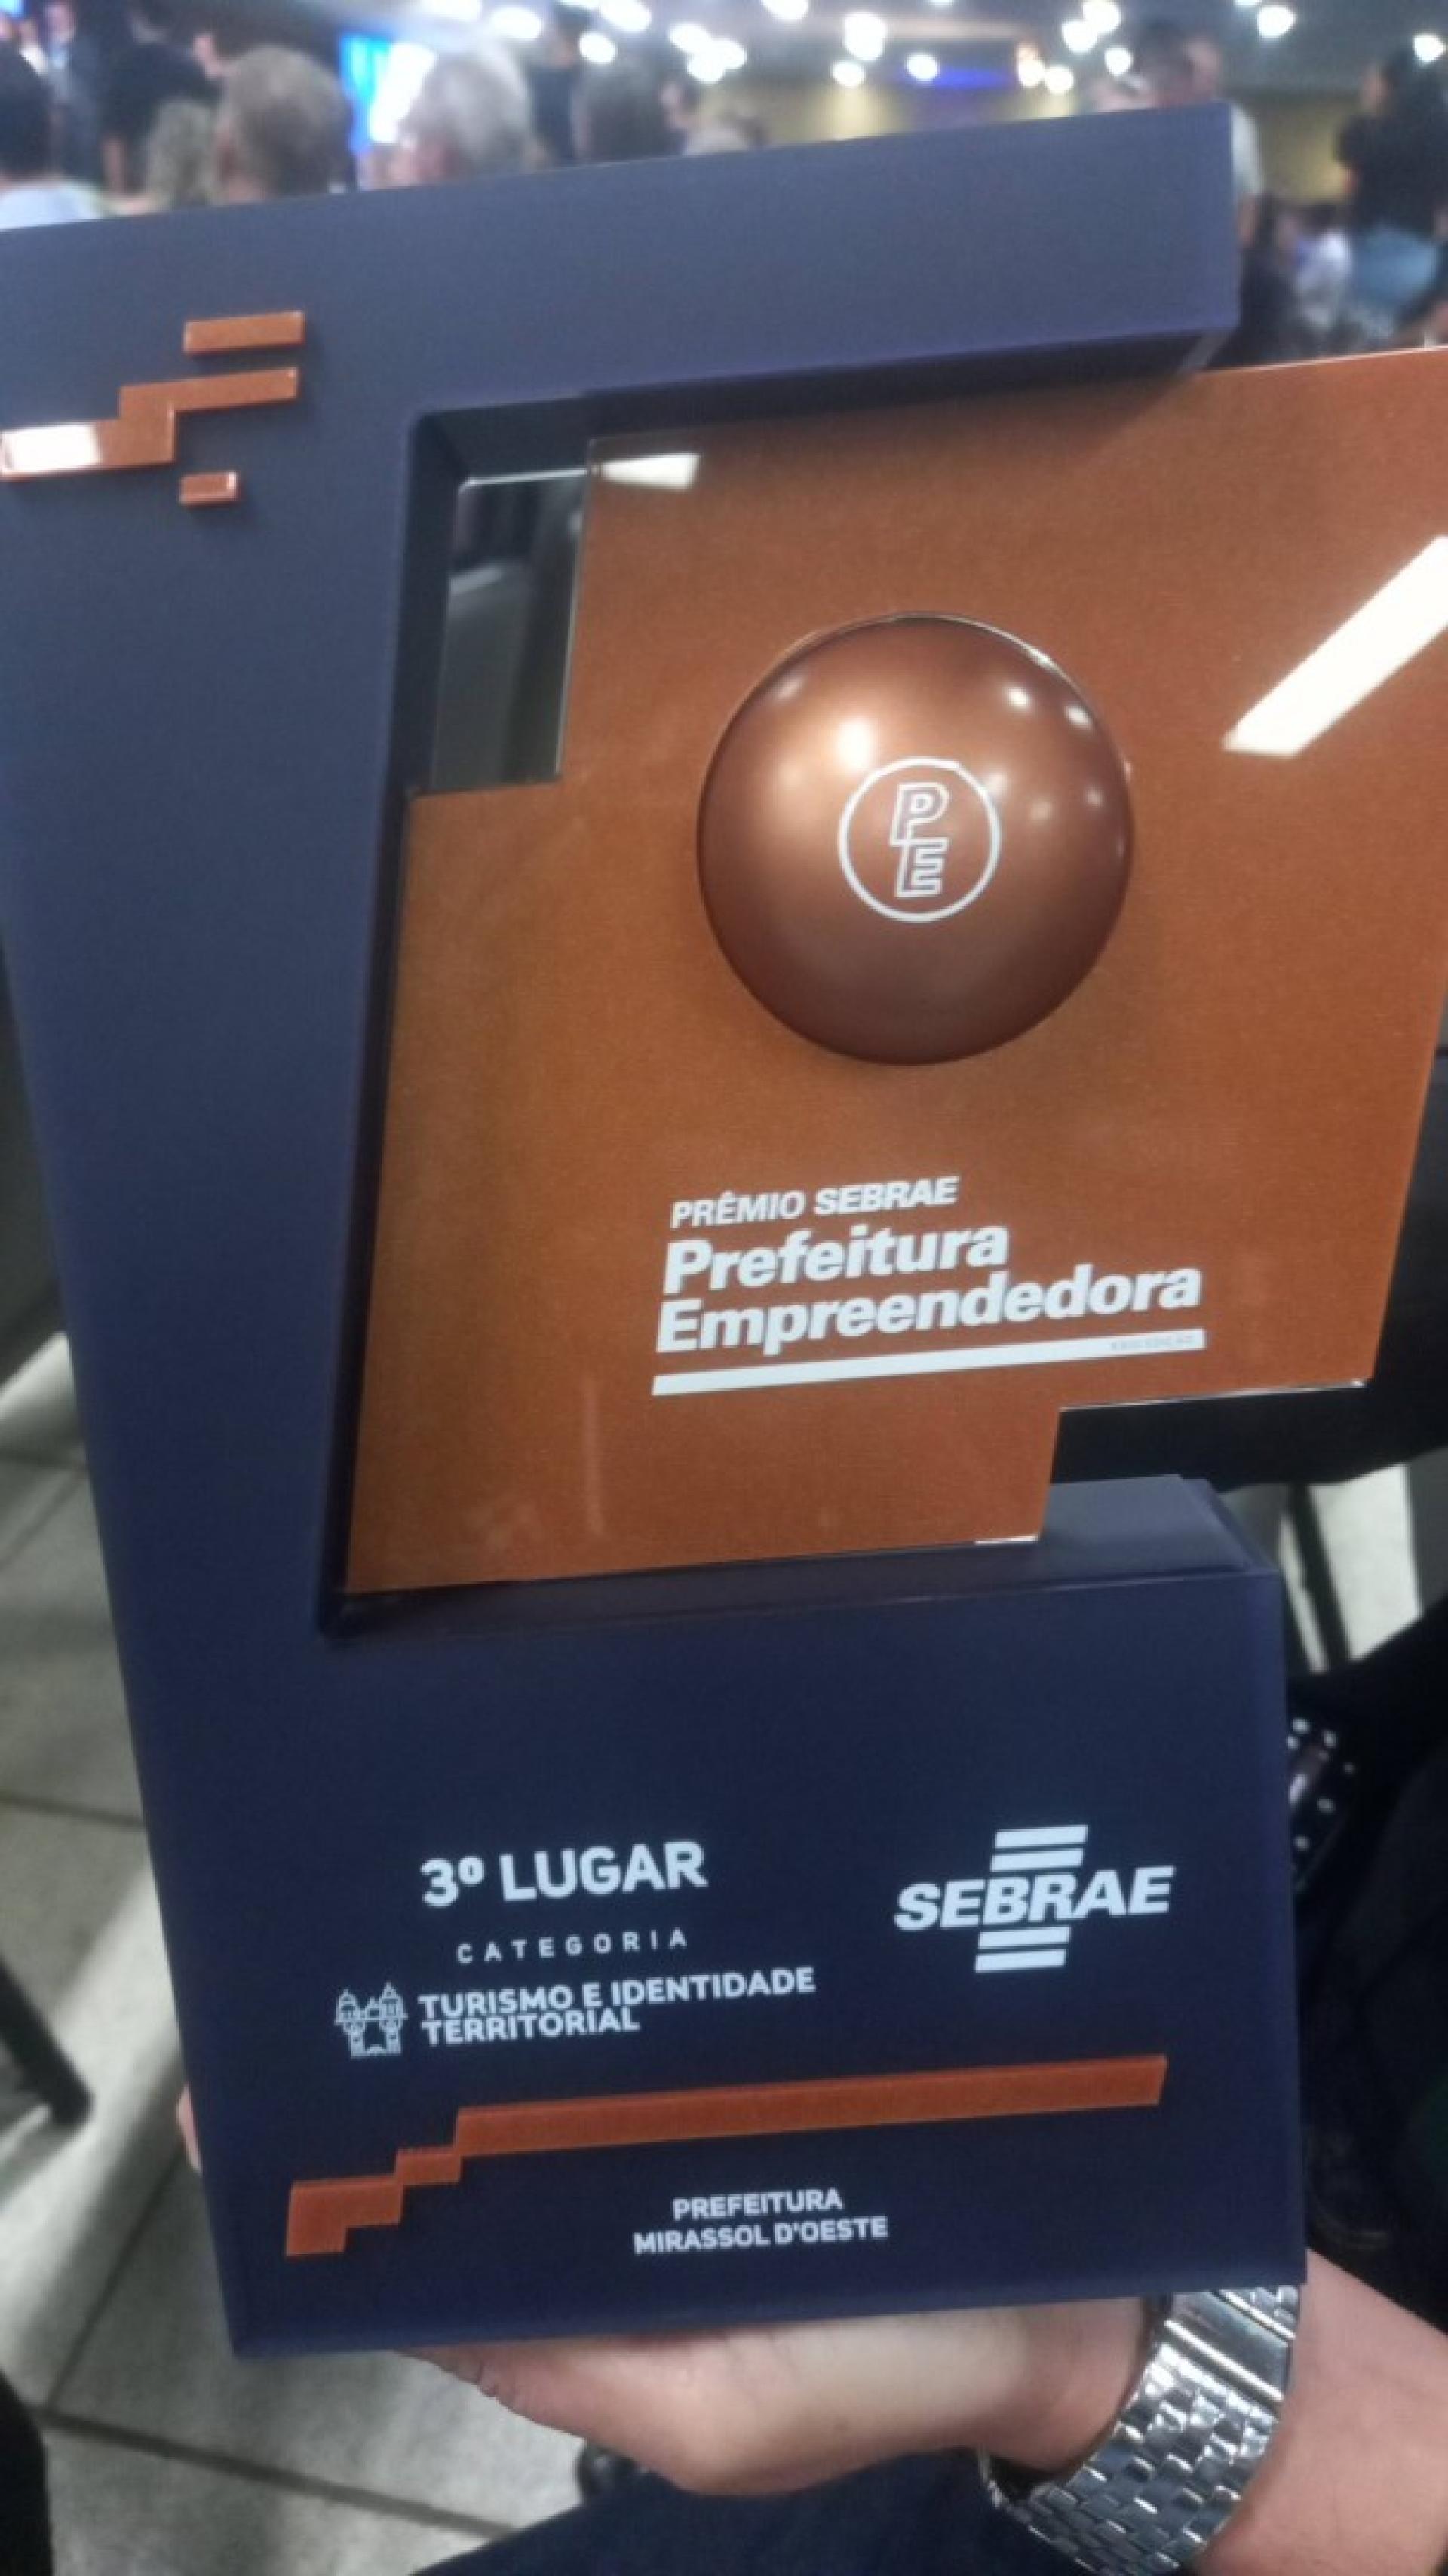 PE
PRÊMIO SEBRAE
Prefeitura
Empreendedora
3º LUGAR
CATEGORIA
TURISMO E IDENTIDADE
TERRITORIAL
SEBRAE
PREFEITURA
MIRASSOL D'OESTE